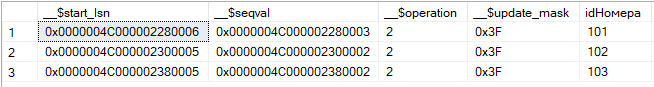 __$start_lsn __$seqval __$operation __$update_mask idНомера
1 0x0000004C000002280006 0x0000004C000002280003 2 0x3F 101
2 0x0000004C000002300005 0x0000004C000002300002 2 0x3F 102
3 0x0000004C000002380005 0x0000004C000002380002 2 0x3F 103